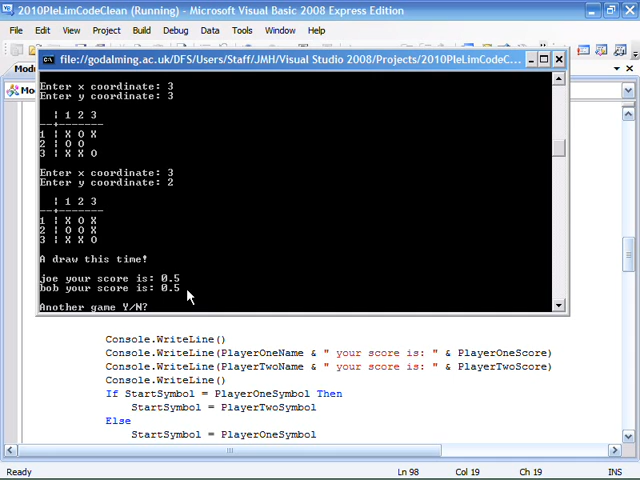 2010PleLimCodeClean (Running) - Microsoft Visual Basic 2008 Express Edition
File Edit View Project Build Debug Data Tools Window Help
file://godalming.ac.uk/DFS/Users/Staff/JMH/Visual Studio 2008/Projects/2010PleLimCodeC...
Enter x coordinate: 3
Enter y coordinate: 3
| 1 2 3
--+-------
1 | X O X
2 | O O
3 | X X O
Enter x coordinate: 3
Enter y coordinate: 2
| 1 2 3
--+-------
1 | X O X
2 | O O X
3 | X X O
A draw this time!
joe your score is: 0.5
bob your score is: 0.5
Another game Y/N?
Console.WriteLine()
Console.WriteLine(PlayerOneName & " your score is: " & PlayerOneScore)
Console.WriteLine(PlayerTwoName & " your score is: " & PlayerTwoScore)
Console.WriteLine()
If StartSymbol = PlayerOneSymbol Then
StartSymbol = PlayerTwoSymbol
Else
StartSymbol = PlayerOneSymbol
Ready Ln 98 Col 19 Ch 19 INS